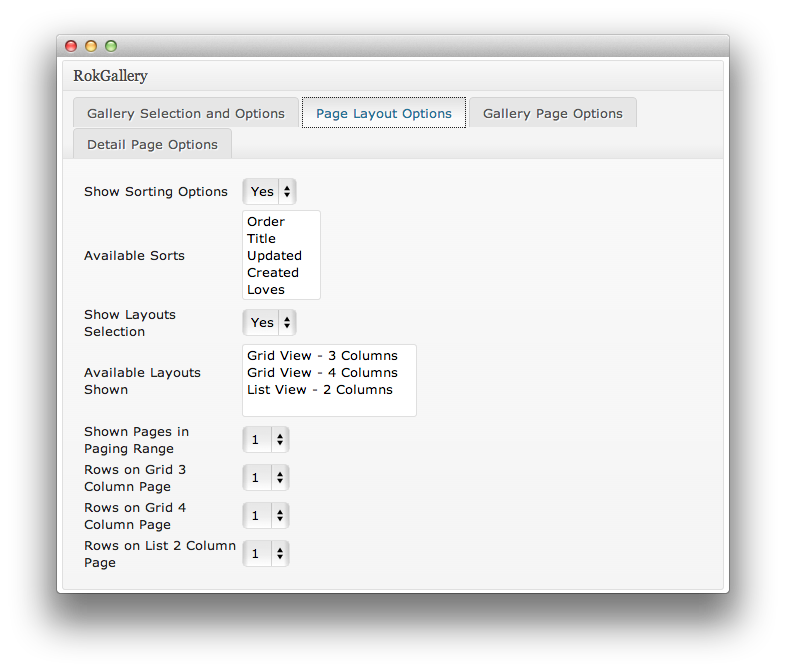 RokGallery
Gallery Selection and Options Page Layout Options Gallery Page Options
Detail Page Options
Show Sorting Options Yes
Available Sorts
Order
Title
Updated
Created
Loves
Show Layouts
Selection
Yes
Available Layouts
Shown
Grid View - 3 Columns
Grid View - 4 Columns
List View - 2 Columns
Shown Pages in
Paging Range
1
Rows on Grid 3
Column Page
1
Rows on Grid 4
Column Page
1
Rows on List 2 Column
Page
1